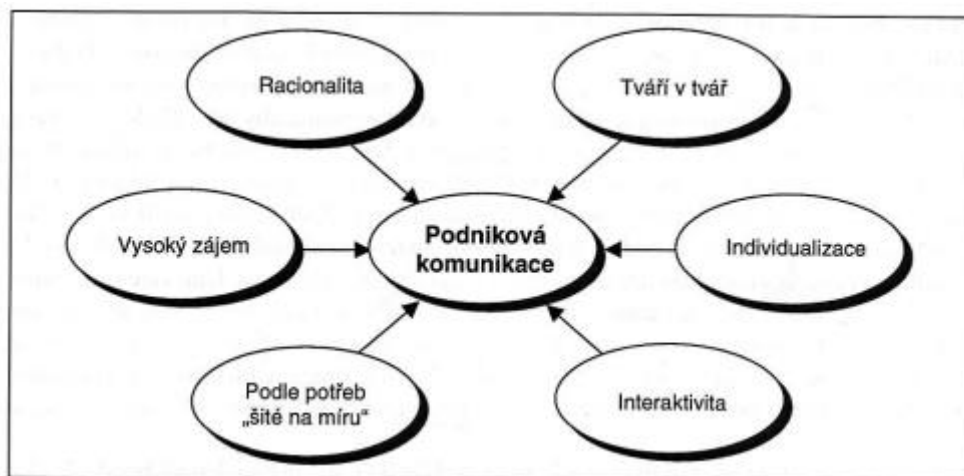 Racionalita
Tváří v tvář
Vysoký zájem
Podniková
komunikace
Individualizace
Podle potřeb
„šité na míru“
Interaktivita